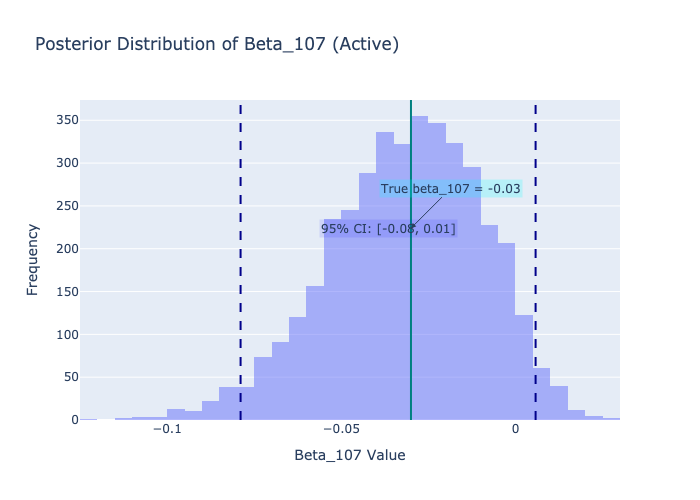 Posterior Distribution of Beta_107 (Active)
350
300
250
200
150
100
50
0
Frequency
True beta_107 = -0.03
95% CI: [-0.08, 0.01]
−0.1
−0.05
0
Beta_107 Value